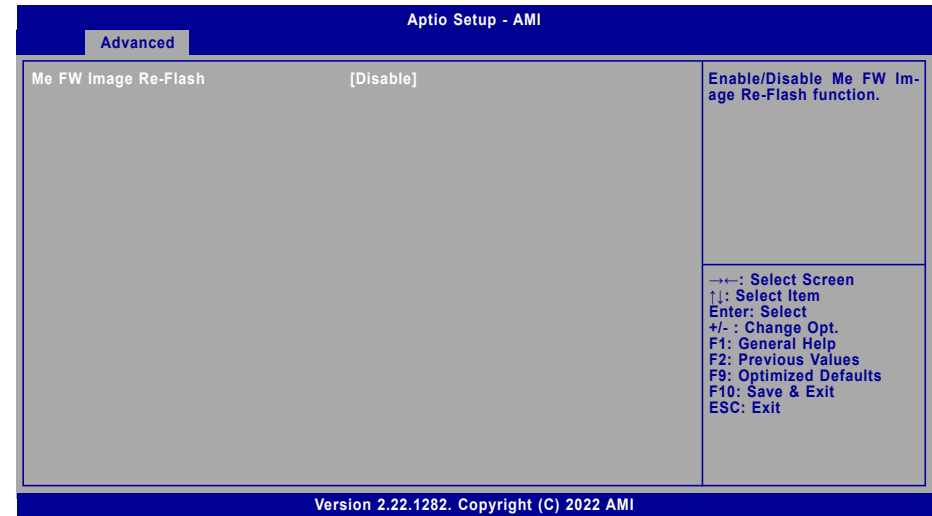 Aptio Setup - AMI
Advanced
Me FW Image Re-Flash [Disable]
Enable/Disable Me FW Im-
age Re-Flash function.
→←: Select Screen
↑↓: Select Item
Enter: Select
+/- : Change Opt.
F1: General Help
F2: Previous Values
F9: Optimized Defaults
F10: Save & Exit
ESC: Exit
Version 2.22.1282. Copyright (C) 2022 AMI